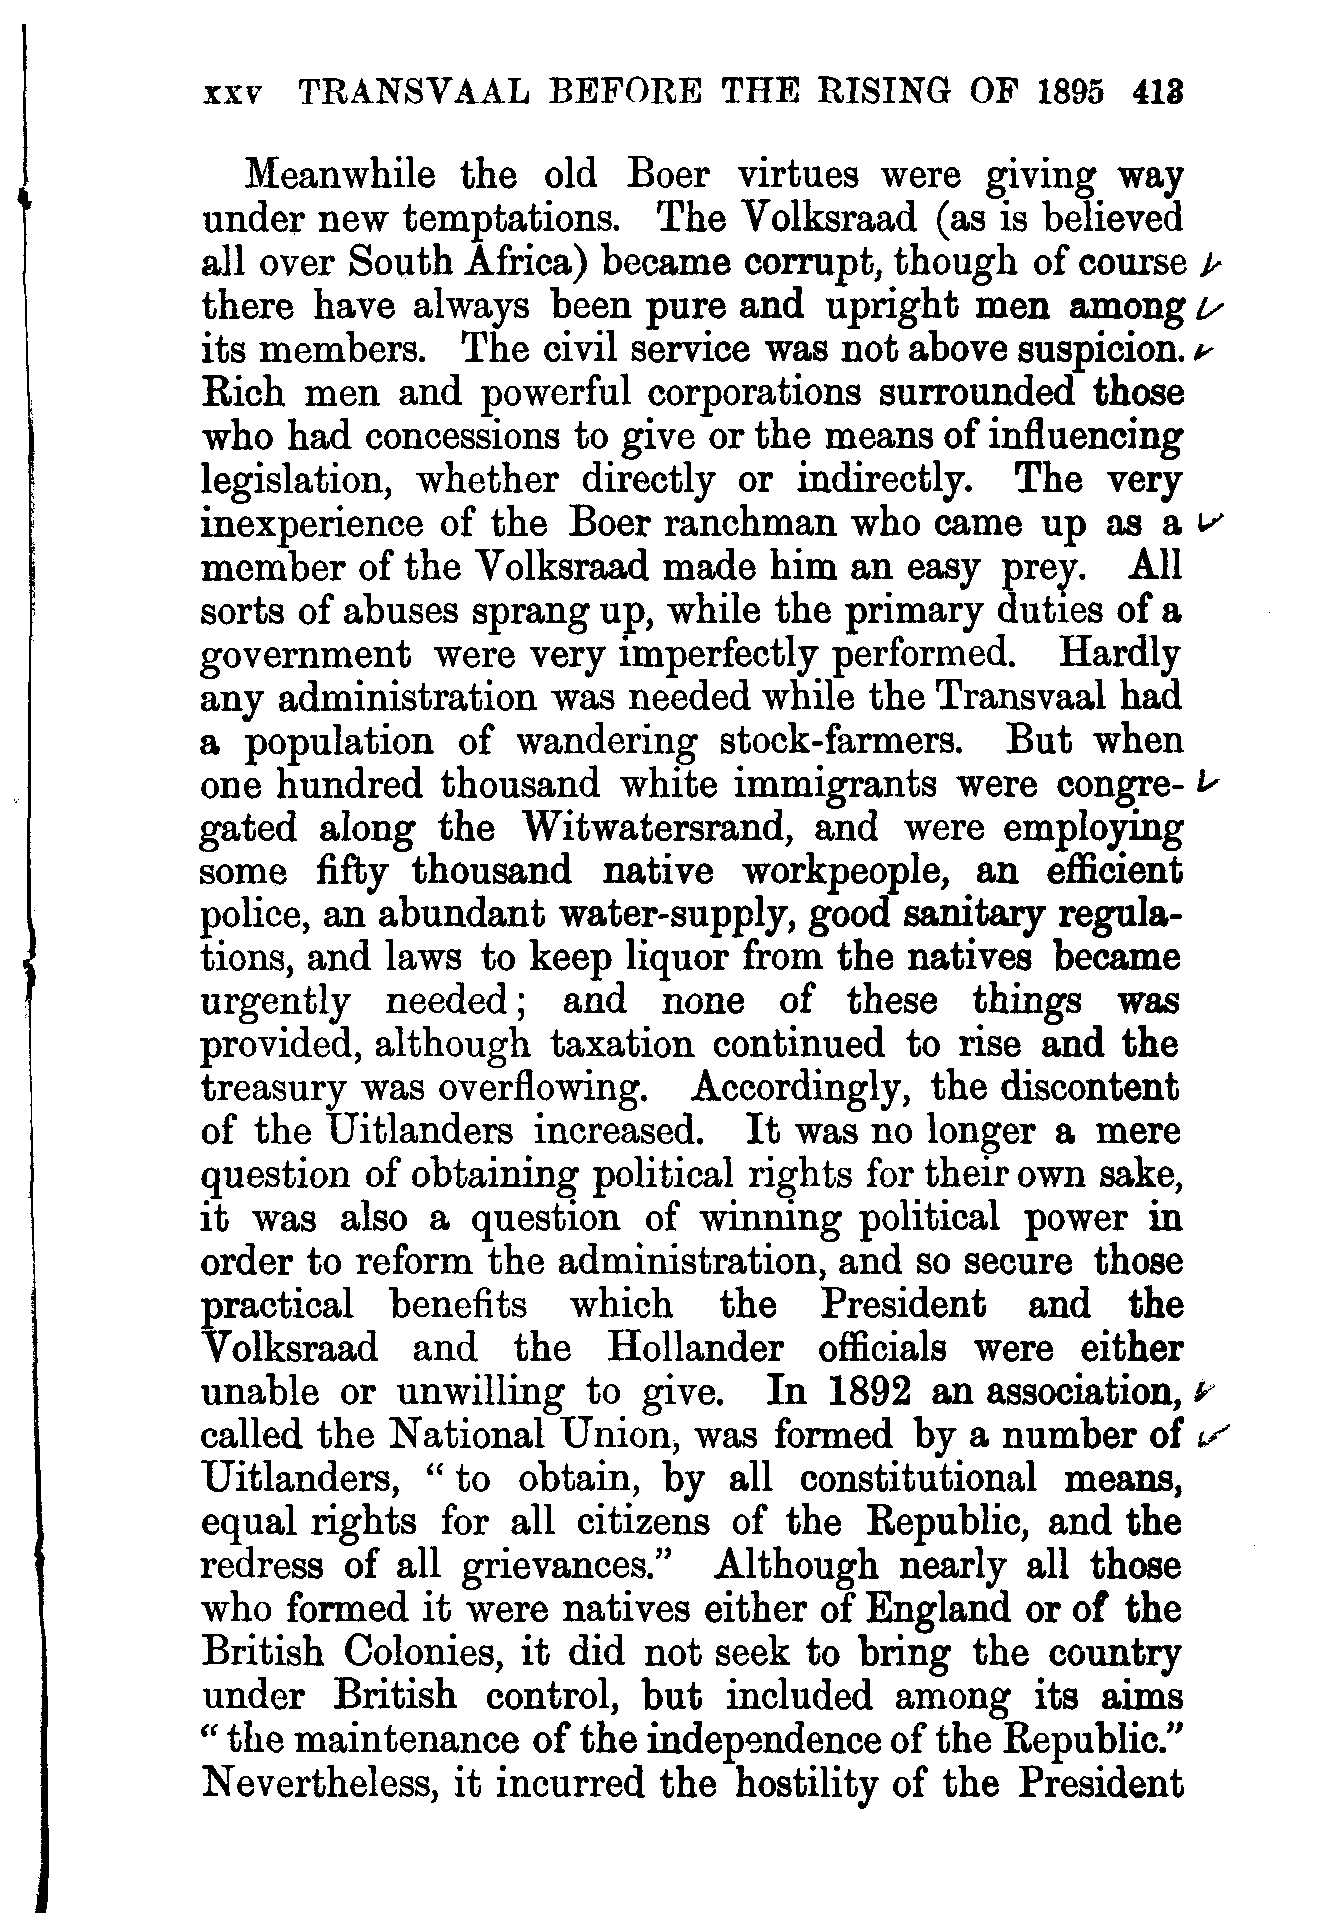 xxv TRANSVAAL BEFORE THE RISING OF 1895 413
Meanwhile the old Boer virtues were giving way
under new temptations. The Volksraad (as is believed
all over South Africa) became corrupt, though of course
there have always been pure and upright men among
its members. The civil service was not above suspicion.
Rich men and powerful corporations surrounded those
who had concessions to give or the means of influencing
legislation, whether directly or indirectly. The very
inexperience of the Boer ranchman who came up as a
member of the Volksraad made him an easy prey. All
sorts of abuses sprang up, while the primary duties of a
government were very imperfectly performed. Hardly
any administration was needed while the Transvaal had
a population of wandering stock-farmers. But when
one hundred thousand white immigrants were congre-
gated along the Witwatersrand, and were employing
some fifty thousand native workpeople, an efficient
police, an abundant water-supply, good sanitary regula-
tions, and laws to keep liquor from the natives became
urgently needed; and none of these things was
provided, although taxation continued to rise and the
treasury was overflowing. Accordingly, the discontent
of the Uitlanders increased. It was no longer a mere
question of obtaining political rights for their own sake,
it was also a question of winning political power in
order to reform the administration, and so secure those
practical benefits which the President and the
Volksraad and the Hollander officials were either
unable or unwilling to give. In 1892 an association,
called the National Union, was formed by a number of
Uitlanders, “to obtain, by all constitutional means,
equal rights for all citizens of the Republic, and the
redress of all grievances.” Although nearly all those
who formed it were natives either of England or of the
British Colonies, it did not seek to bring the country
under British control, but included among its aims
“the maintenance of the independence of the Republic.”
Nevertheless, it incurred the hostility of the President